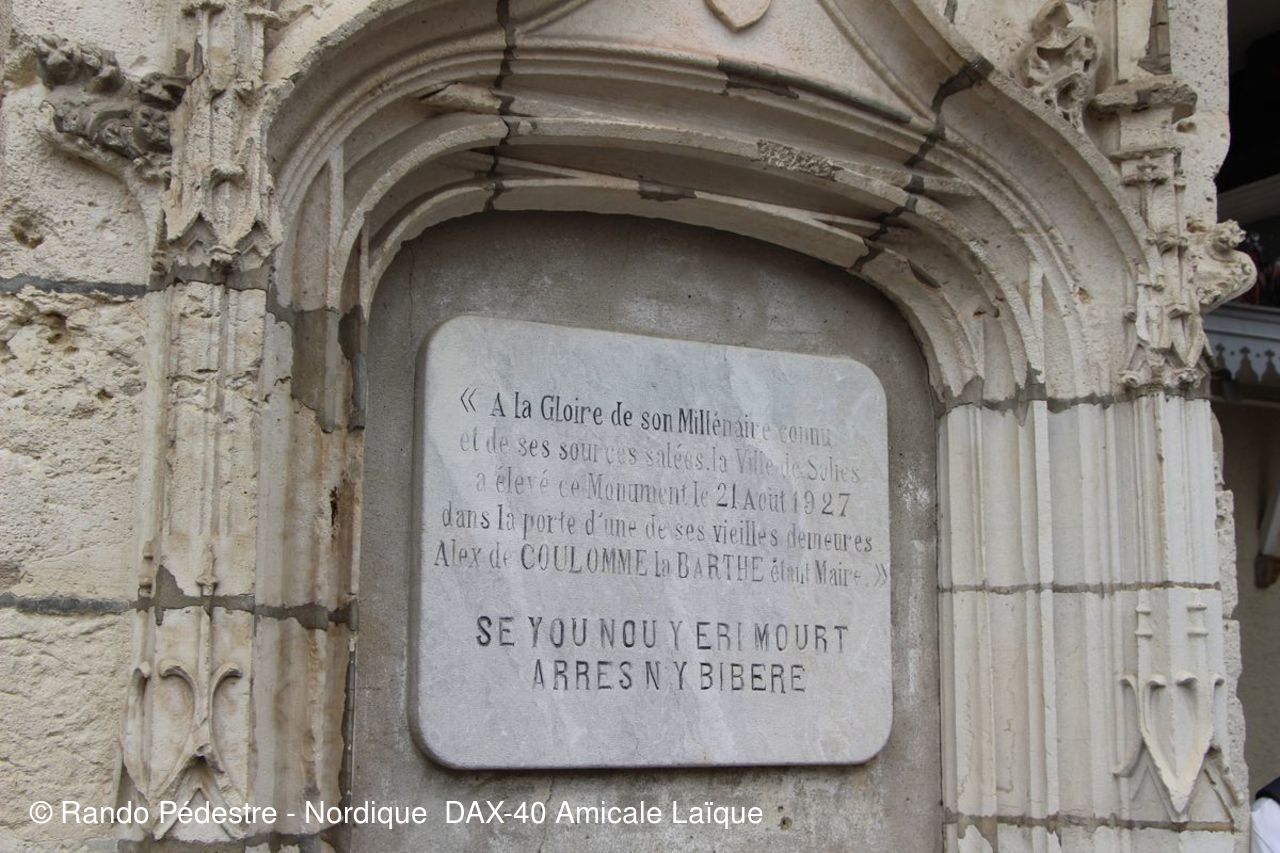 « A la Gloire de son Millénaire connu
et de ses sources salées. la Ville de Salies
a élevé ce Monument le 21 Août 1927
dans la porte d'une de ses vieilles demeures
Alex de COULOMME la BARTHE étant Maire. »
SE YOU NOU Y ERI MOURT
ARRES N Y BIBERE
© Rando Pédestre - Nordique DAX-40 Amicale Laïque